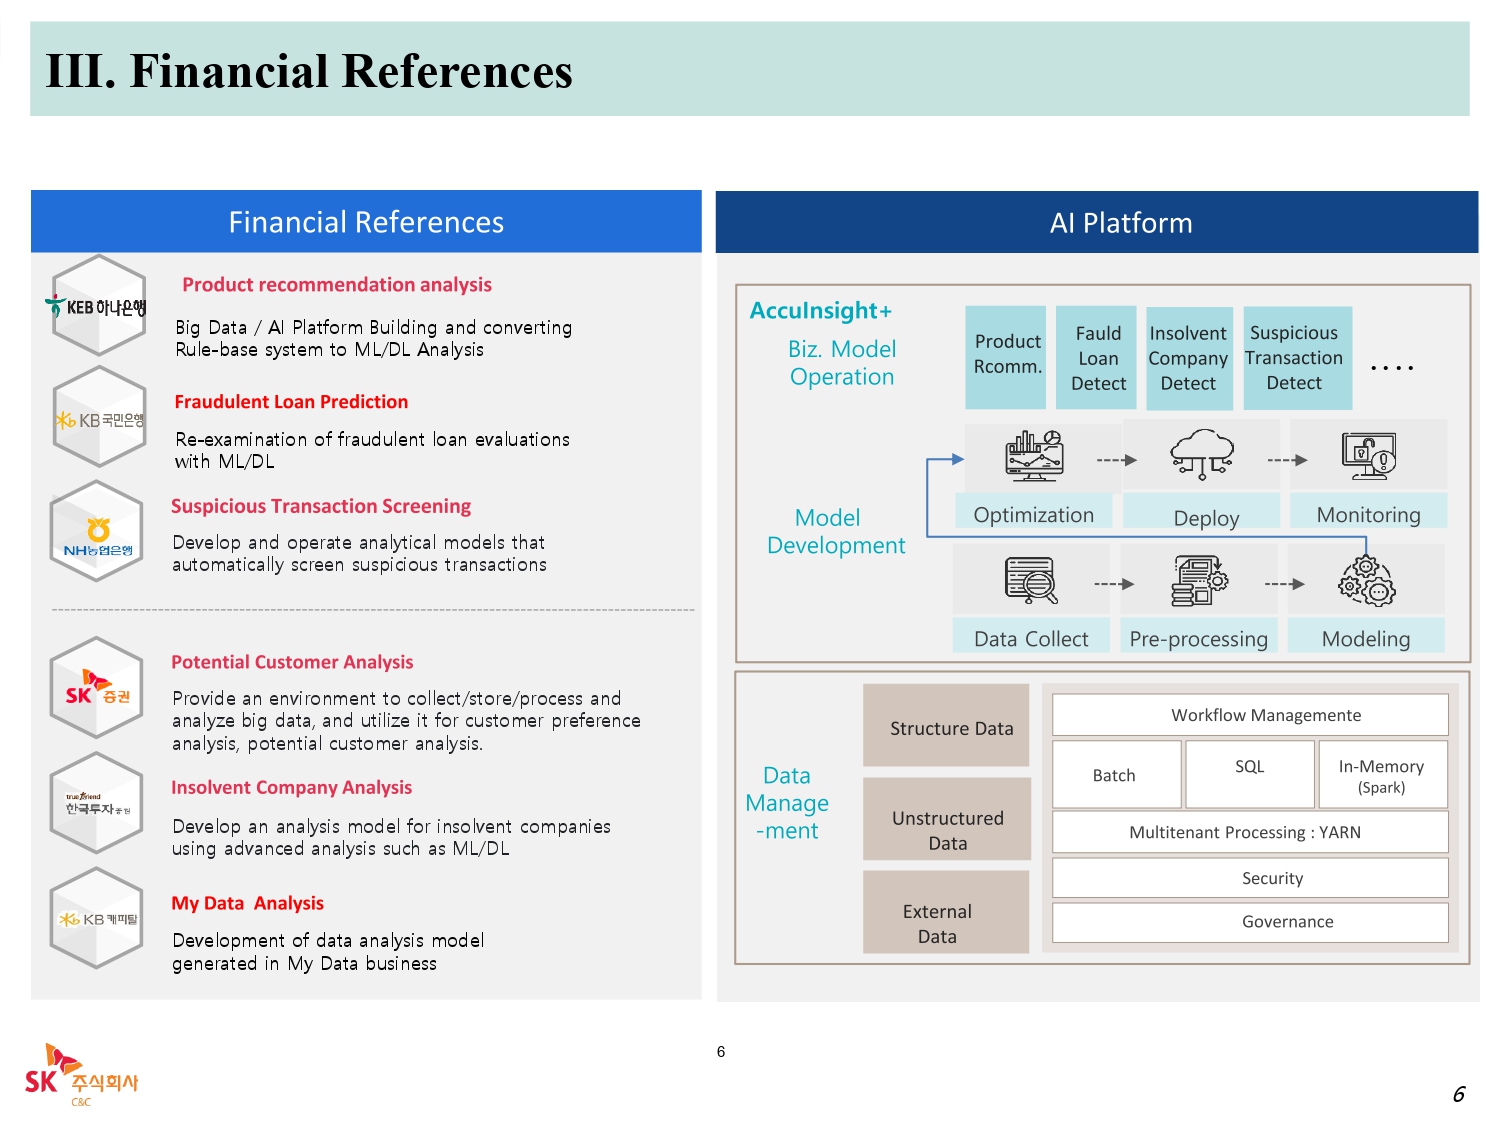 III. Financial References
Financial References
KEB 하나은행
Product recommendation analysis
Big Data / AI Platform Building and converting
Rule-base system to ML/DL Analysis
KB 국민은행
Fraudulent Loan Prediction
Re-examination of fraudulent loan evaluations
with ML/DL
NH농협은행
Suspicious Transaction Screening
Develop and operate analytical models that
automatically screen suspicious transactions
SK 증권
Potential Customer Analysis
Provide an environment to collect/store/process and
analyze big data, and utilize it for customer preference
analysis, potential customer analysis.
true friend
한국투자증권
Insolvent Company Analysis
Develop an analysis model for insolvent companies
using advanced analysis such as ML/DL
KB 캐피탈
My Data Analysis
Development of data analysis model
generated in My Data business
AI Platform
AccuInsight+
Biz. Model
Operation
Product
Rcomm.
Fauld
Loan
Detect
Insolvent
Company
Detect
Suspicious
Transaction
Detect
....
Model
Development
Optimization
Deploy
Monitoring
Data Collect
Pre-processing
Modeling
Data
Manage
-ment
Structure Data
Unstructured
Data
External
Data
Workflow Managemente
Batch
SQL
In-Memory
(Spark)
Multitenant Processing : YARN
Security
Governance
SK 주식회사
C&C
6
6